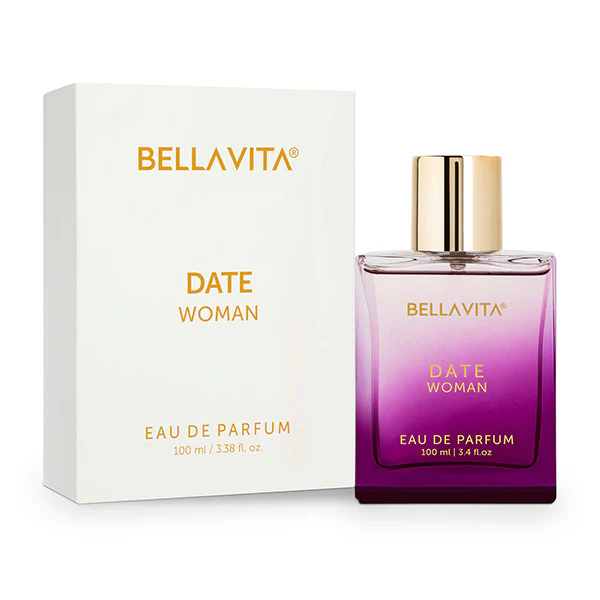 BELLAVITA®
DATE
WOMAN
EAU DE PARFUM
100 ml / 3.38 fl. oz.
BELLAVITA®
DATE
WOMAN
EAU DE PARFUM
100 ml | 3.4 fl.oz